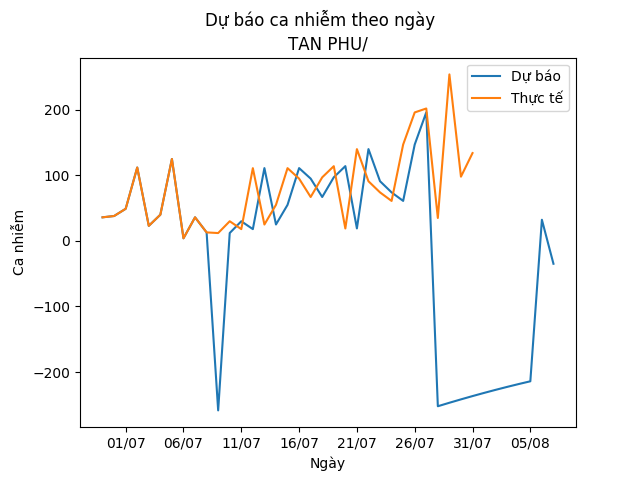 Dự báo ca nhiễm theo ngày
TAN PHU/
Dự báo
Thực tế
Ca nhiễm
200
100
0
−100
−200
01/07 06/07 11/07 16/07 21/07 26/07 31/07 05/08
Ngày